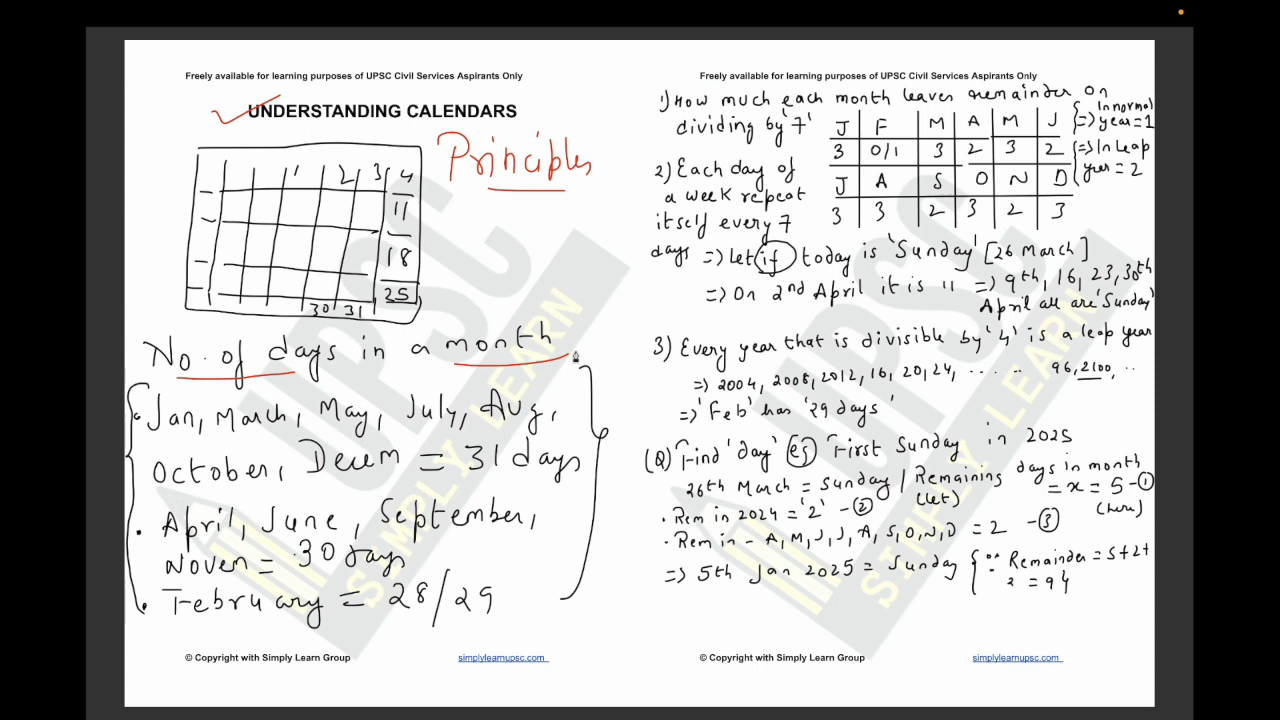 Freely available for learning purposes of UPSC Civil Services Aspirants Only
UNDERSTANDING CALENDARS
Principles
1 2 3 4
11
18
25
30 31
No. of days in a month
Jan, March, May, July, Aug,
October, Decem = 31 days
April, June, September,
Novem = 30 days
February = 28/29
© Copyright with Simply Learn Group
simplylearnupsc.com
Freely available for learning purposes of UPSC Civil Services Aspirants Only
1) How much each month leaves remainder on
dividing by '7'
J F M A M J
3 0/1 3 2 3 2
J A S O N D
3 3 2 3 2 3
=> In normal
year = 1
=> In leap
year = 2
2) Each day of
a week repeat
itself every 7
days => Let if today is 'Sunday' [26 March]
=> On 2nd April it is 11 => 9th, 16, 23, 30th
April all are 'Sunday'
3) Every year that is divisible by '4' is a leap year
=> 2004, 2008, 2012, 16, 20, 24, ..... 96, 2100, ..
=> 'Feb' has '29 days'
(Q) Find 'day' eg First Sunday in 2025
26th March = Sunday / Remaining days in month
(let) = x = 5 - ①
(here)
• Rem in 2024 = '2' - ②
• Rem in - A, M, J, J, A, S, O, N, D = 2 - ③
=> 5th Jan 2025 = Sunday { ∵ Remainder = 5+2+
2 = 9
© Copyright with Simply Learn Group
simplylearnupsc.com
UPSC
SIMPLY LEARN
UPSC
SIMPLY LEARN